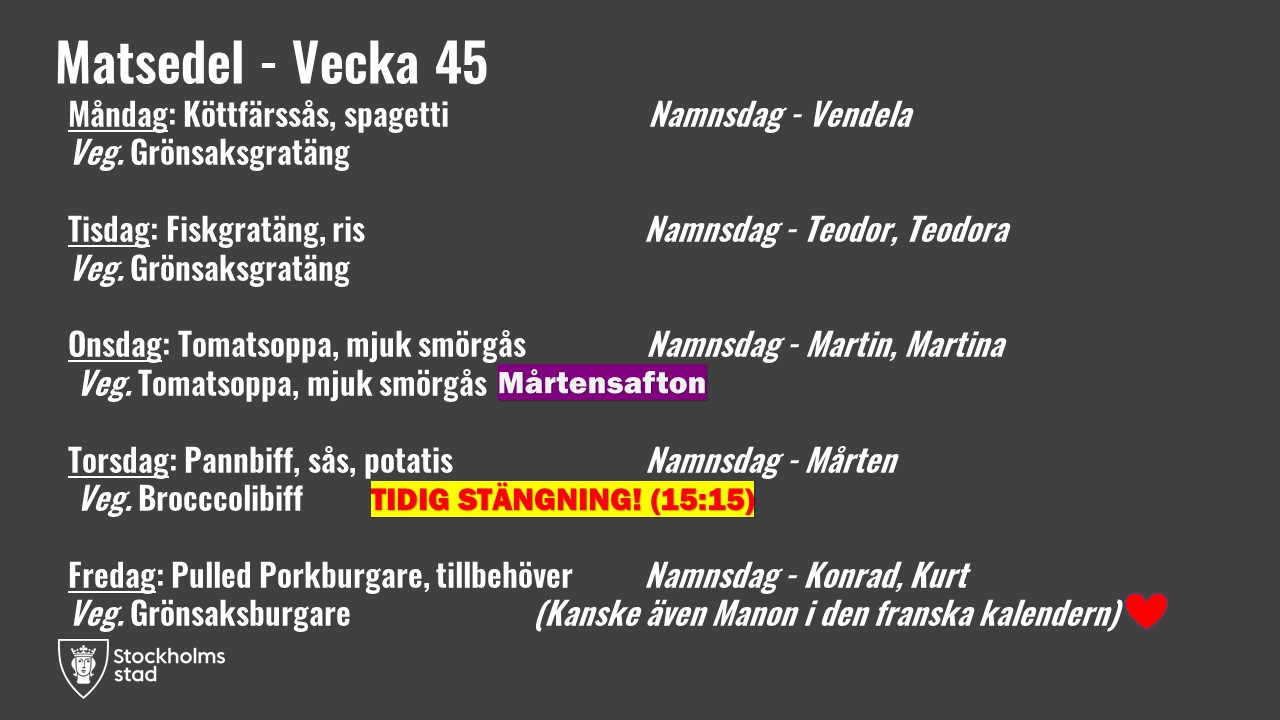 Matsedel - Vecka 45
Måndag: Köttfärssås, spagetti Namnsdag - Vendela
Veg. Grönsaksgratäng
Tisdag: Fiskgratäng, ris Namnsdag - Teodor, Teodora
Veg. Grönsaksgratäng
Onsdag: Tomatsoppa, mjuk smörgås Namnsdag - Martin, Martina
Veg. Tomatsoppa, mjuk smörgås Mårtensafton
Torsdag: Pannbiff, sås, potatis Namnsdag - Mårten
Veg. Brocccolibiff TIDIG STÄNGNING! (15:15)
Fredag: Pulled Porkburgare, tillbehöver Namnsdag - Konrad, Kurt
Veg. Grönsaksburgare (Kanske även Manon i den franska kalendern)
Stockholms
stad